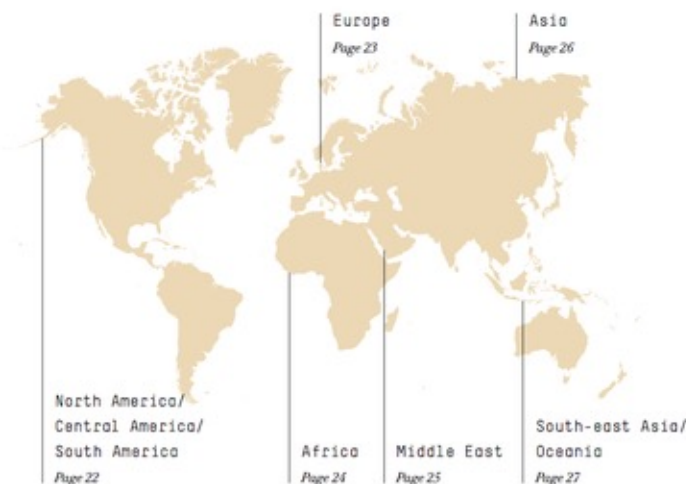 Europe
Page 23
Asia
Page 26
North America/
Central America/
South America
Page 22
Africa
Page 24
Middle East
Page 25
South-east Asia/
Oceania
Page 27